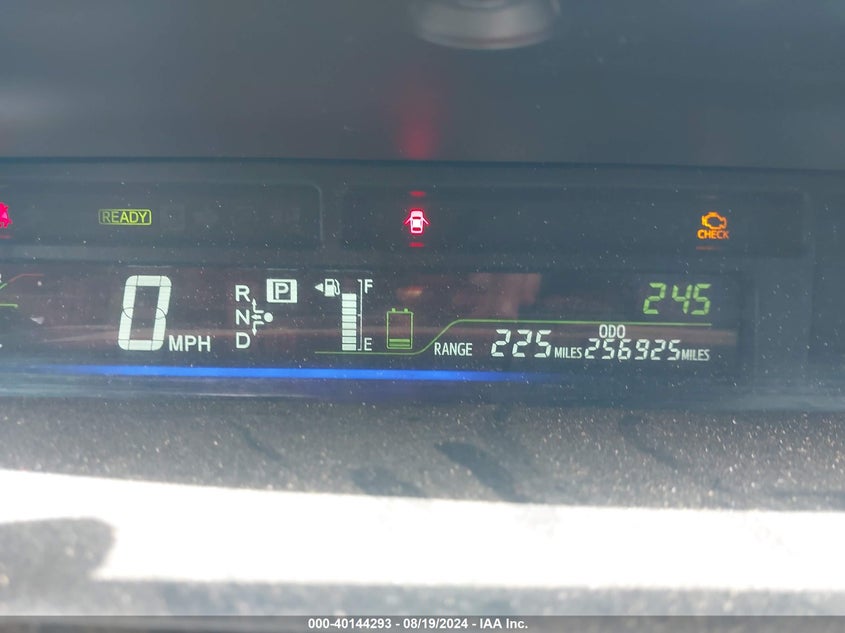 READY
CHECK
0 MPH
R
N
D
P
F
E
245
RANGE 225 MILES
ODO
256925 MILES
000-40144293 - 08/19/2024 - IAA Inc.